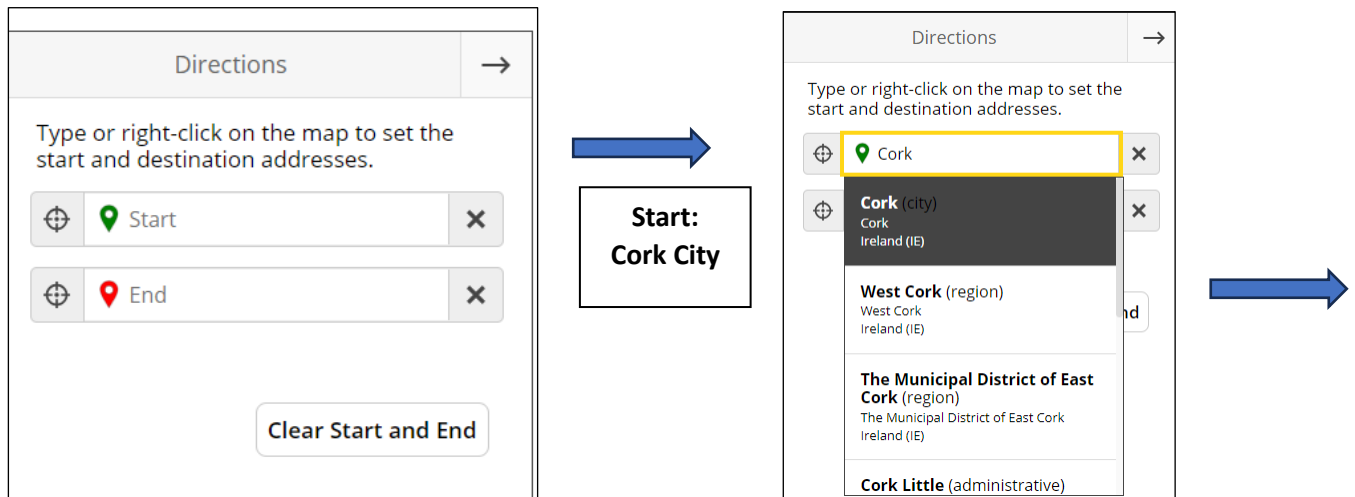 Directions
Type or right-click on the map to set the
start and destination addresses.
Start
End
Clear Start and End
Start:
Cork City
Directions
Type or right-click on the map to set the
start and destination addresses.
Cork
Cork (city)
Cork
Ireland (IE)
West Cork (region)
West Cork
Ireland (IE)
The Municipal District of East
Cork (region)
The Municipal District of East Cork
Ireland (IE)
Cork Little (administrative)
nd